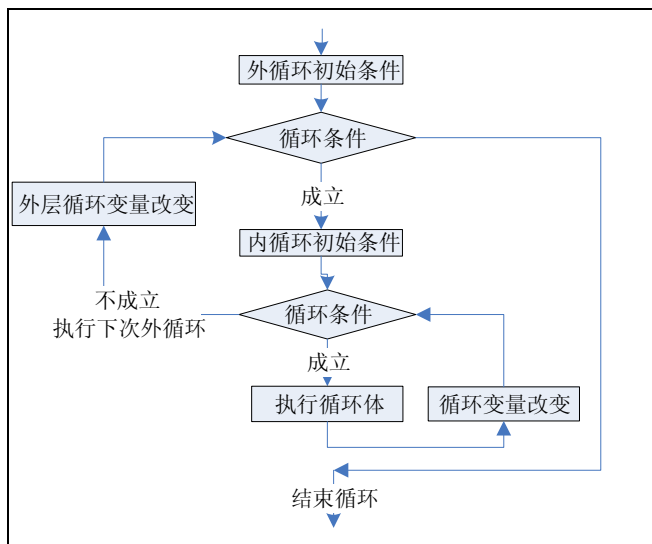 外循环初始条件
循环条件
成立
外层循环变量改变
内循环初始条件
不成立
执行下次外循环
循环条件
成立
执行循环体
循环变量改变
结束循环